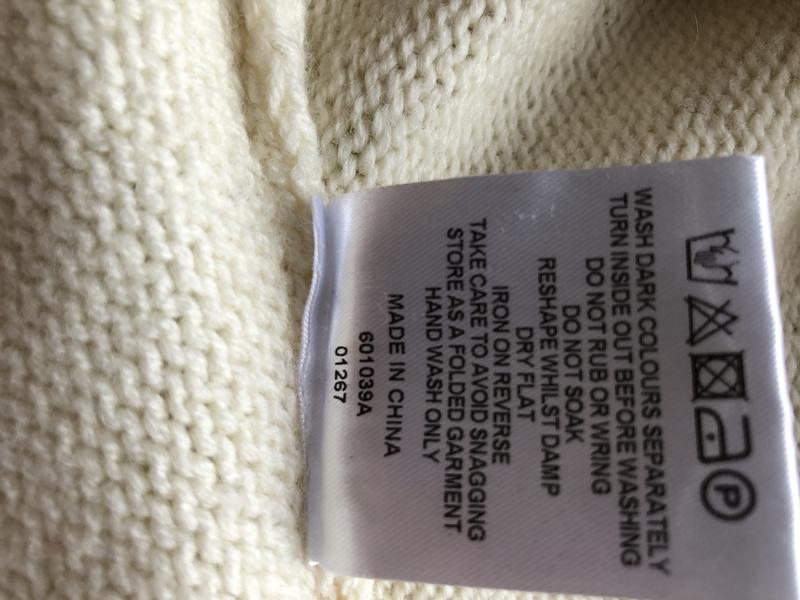 P
WASH DARK COLOURS SEPARATELY
TURN INSIDE OUT BEFORE WASHING
DO NOT RUB OR WRING
DO NOT SOAK
RESHAPE WHILST DAMP
DRY FLAT
IRON ON REVERSE
TAKE CARE TO AVOID SNAGGING
STORE AS A FOLDED GARMENT
HAND WASH ONLY
MADE IN CHINA
601039A
01267